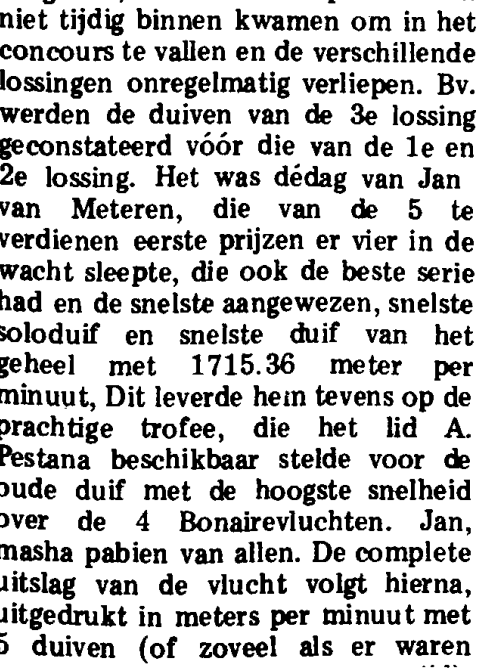 niet tijdig binnen kwamen om in het
concours te vallen en de verschillende
lossingen onregelmatig verliepen. Bv.
werden de duiven van de 3e lossing
geconstateerd vóór die van de 1e en
2e lossing. Het was dédag van Jan
van Meteren, die van de 5 te
verdienen eerste prijzen er vier in de
wacht sleepte, die ook de beste serie
had en de snelste aangewezen, snelste
soloduif en snelste duif van het
geheel met 1715.36 meter per
minuut, Dit leverde hem tevens op de
prachtige trofee, die het lid A.
Pestana beschikbaar stelde voor de
oude duif met de hoogste snelheid
over de 4 Bonairevluchten. Jan,
masha pabien van allen. De complete
uitslag van de vlucht volgt hierna,
uitgedrukt in meters per minuut met
5 duiven (of zoveel als er waren